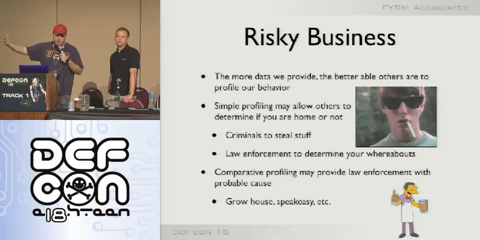 FYRM Associates
Risky Business
The more data we provide, the better able others are to
profile our behavior
Simple profiling may allow others to
determine if you are home or not
Criminals to steal stuff
Law enforcement to determine your whereabouts
Comparative profiling may provide law enforcement with
probable cause
Grow house, speakeasy, etc.
DEF CON 18
DEFCON
18
TRACK 1
DEF
CON
e18hteen